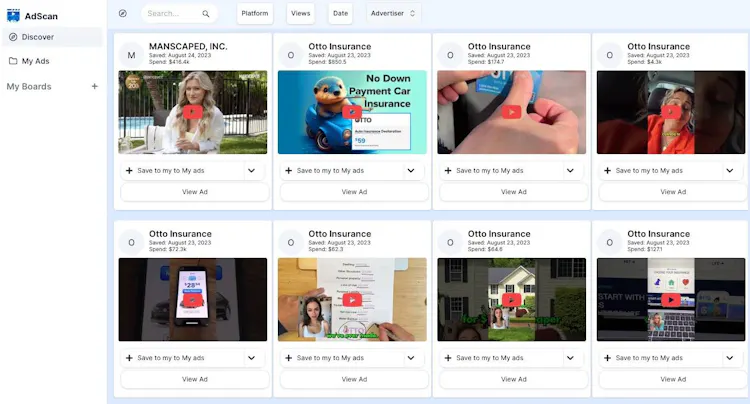 AdScan
Discover
My Ads
My Boards +
Search...
Platform
Views
Date
Advertiser
M
MANSCAPED, INC.
Saved: August 24, 2023
Spend: $416.4k
+ Save to my to My ads
View Ad
O
Otto Insurance
Saved: August 23, 2023
Spend: $850.5
No Down
Payment Car
Insurance
OTTO
Auto Insurance Declaration
$59
+ Save to my to My ads
View Ad
O
Otto Insurance
Saved: August 23, 2023
Spend: $174.7
+ Save to my to My ads
View Ad
O
Otto Insurance
Saved: August 23, 2023
Spend: $4.3k
+ Save to my to My ads
View Ad
O
Otto Insurance
Saved: August 23, 2023
Spend: $72.3k
+ Save to my to My ads
View Ad
O
Otto Insurance
Saved: August 23, 2023
Spend: $62.3
OTTO
+ Save to my to My ads
View Ad
O
Otto Insurance
Saved: August 23, 2023
Spend: $64.6
+ Save to my to My ads
View Ad
O
Otto Insurance
Saved: August 23, 2023
Spend: $127.1
START WITH
+ Save to my to My ads
View Ad